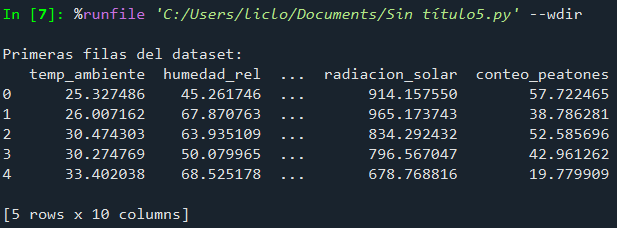 In [7]: %runfile 'C:/Users/liclo/Documents/Sin título5.py' --wdir
Primeras filas del dataset:
temp_ambiente humedad_rel ... radiacion_solar conteo_peatones
0 25.327486 45.261746 ... 914.157550 57.722465
1 26.007162 67.870763 ... 965.173743 38.786281
2 30.474303 63.935109 ... 834.292432 52.585696
3 30.274769 50.079965 ... 796.567047 42.961262
4 33.402038 68.525178 ... 678.768816 19.779909
[5 rows x 10 columns]